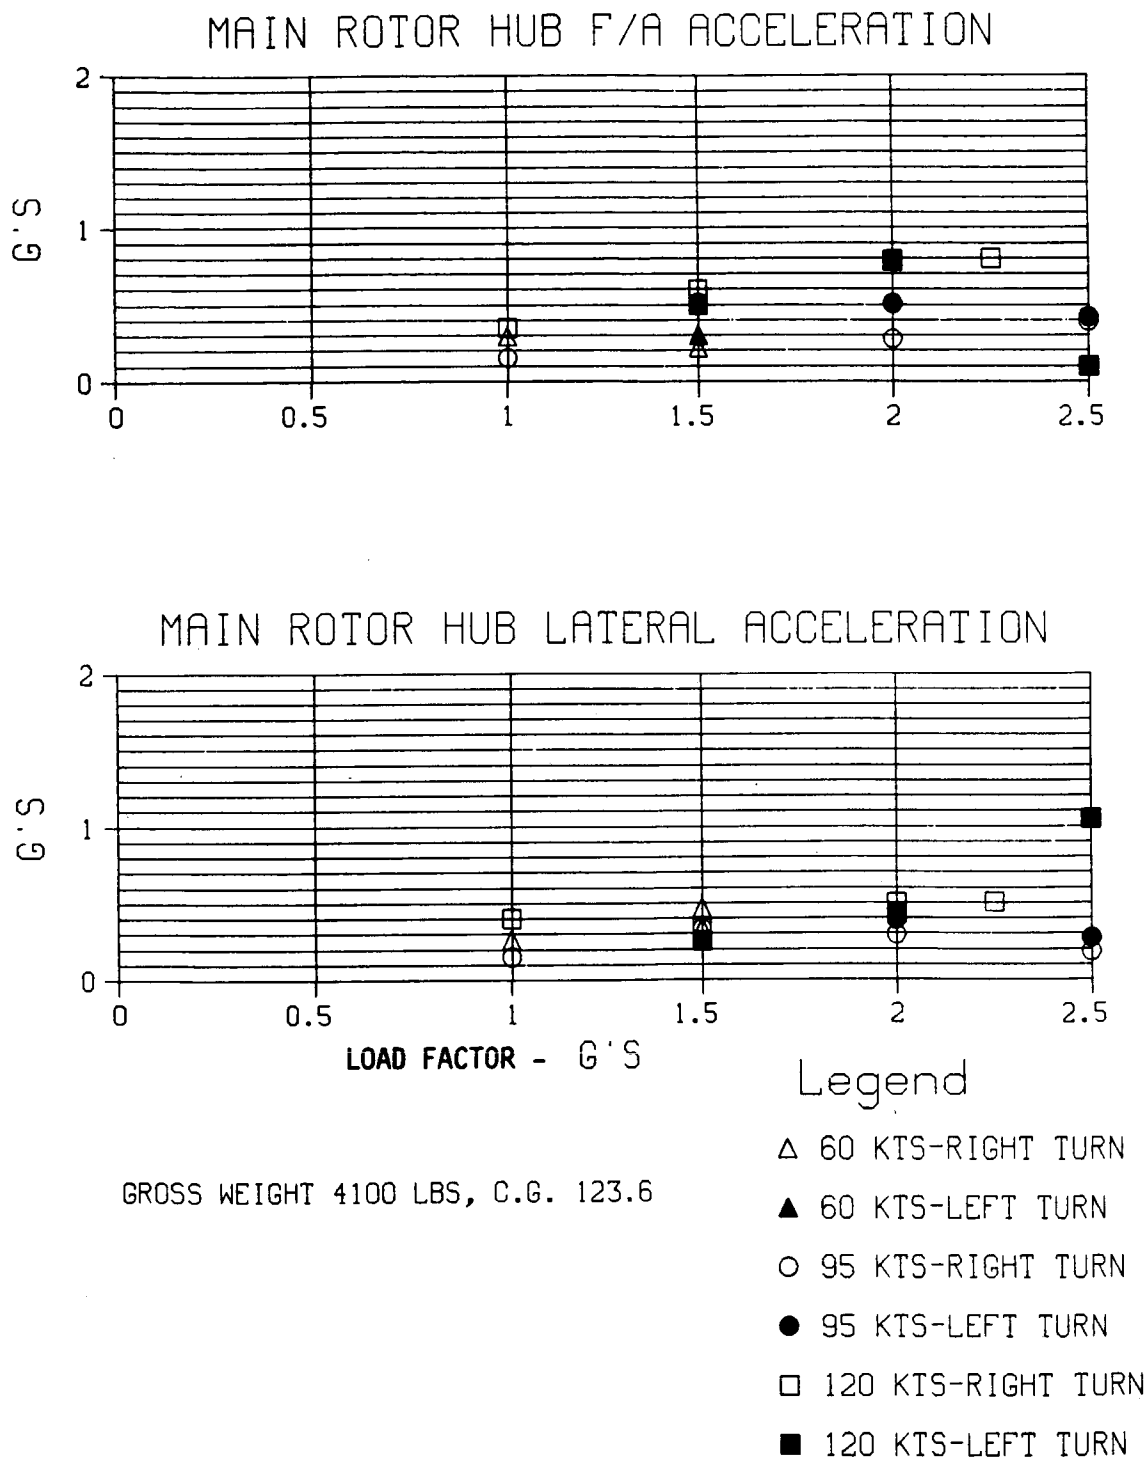 MAIN ROTOR HUB F/A ACCELERATION
2
1
0
G'S
0 0.5 1 1.5 2 2.5
MAIN ROTOR HUB LATERAL ACCELERATION
2
1
0
G'S
0 0.5 1 1.5 2 2.5
LOAD FACTOR - G'S
Legend
60 KTS-RIGHT TURN
60 KTS-LEFT TURN
95 KTS-RIGHT TURN
95 KTS-LEFT TURN
120 KTS-RIGHT TURN
120 KTS-LEFT TURN
GROSS WEIGHT 4100 LBS, C.G. 123.6